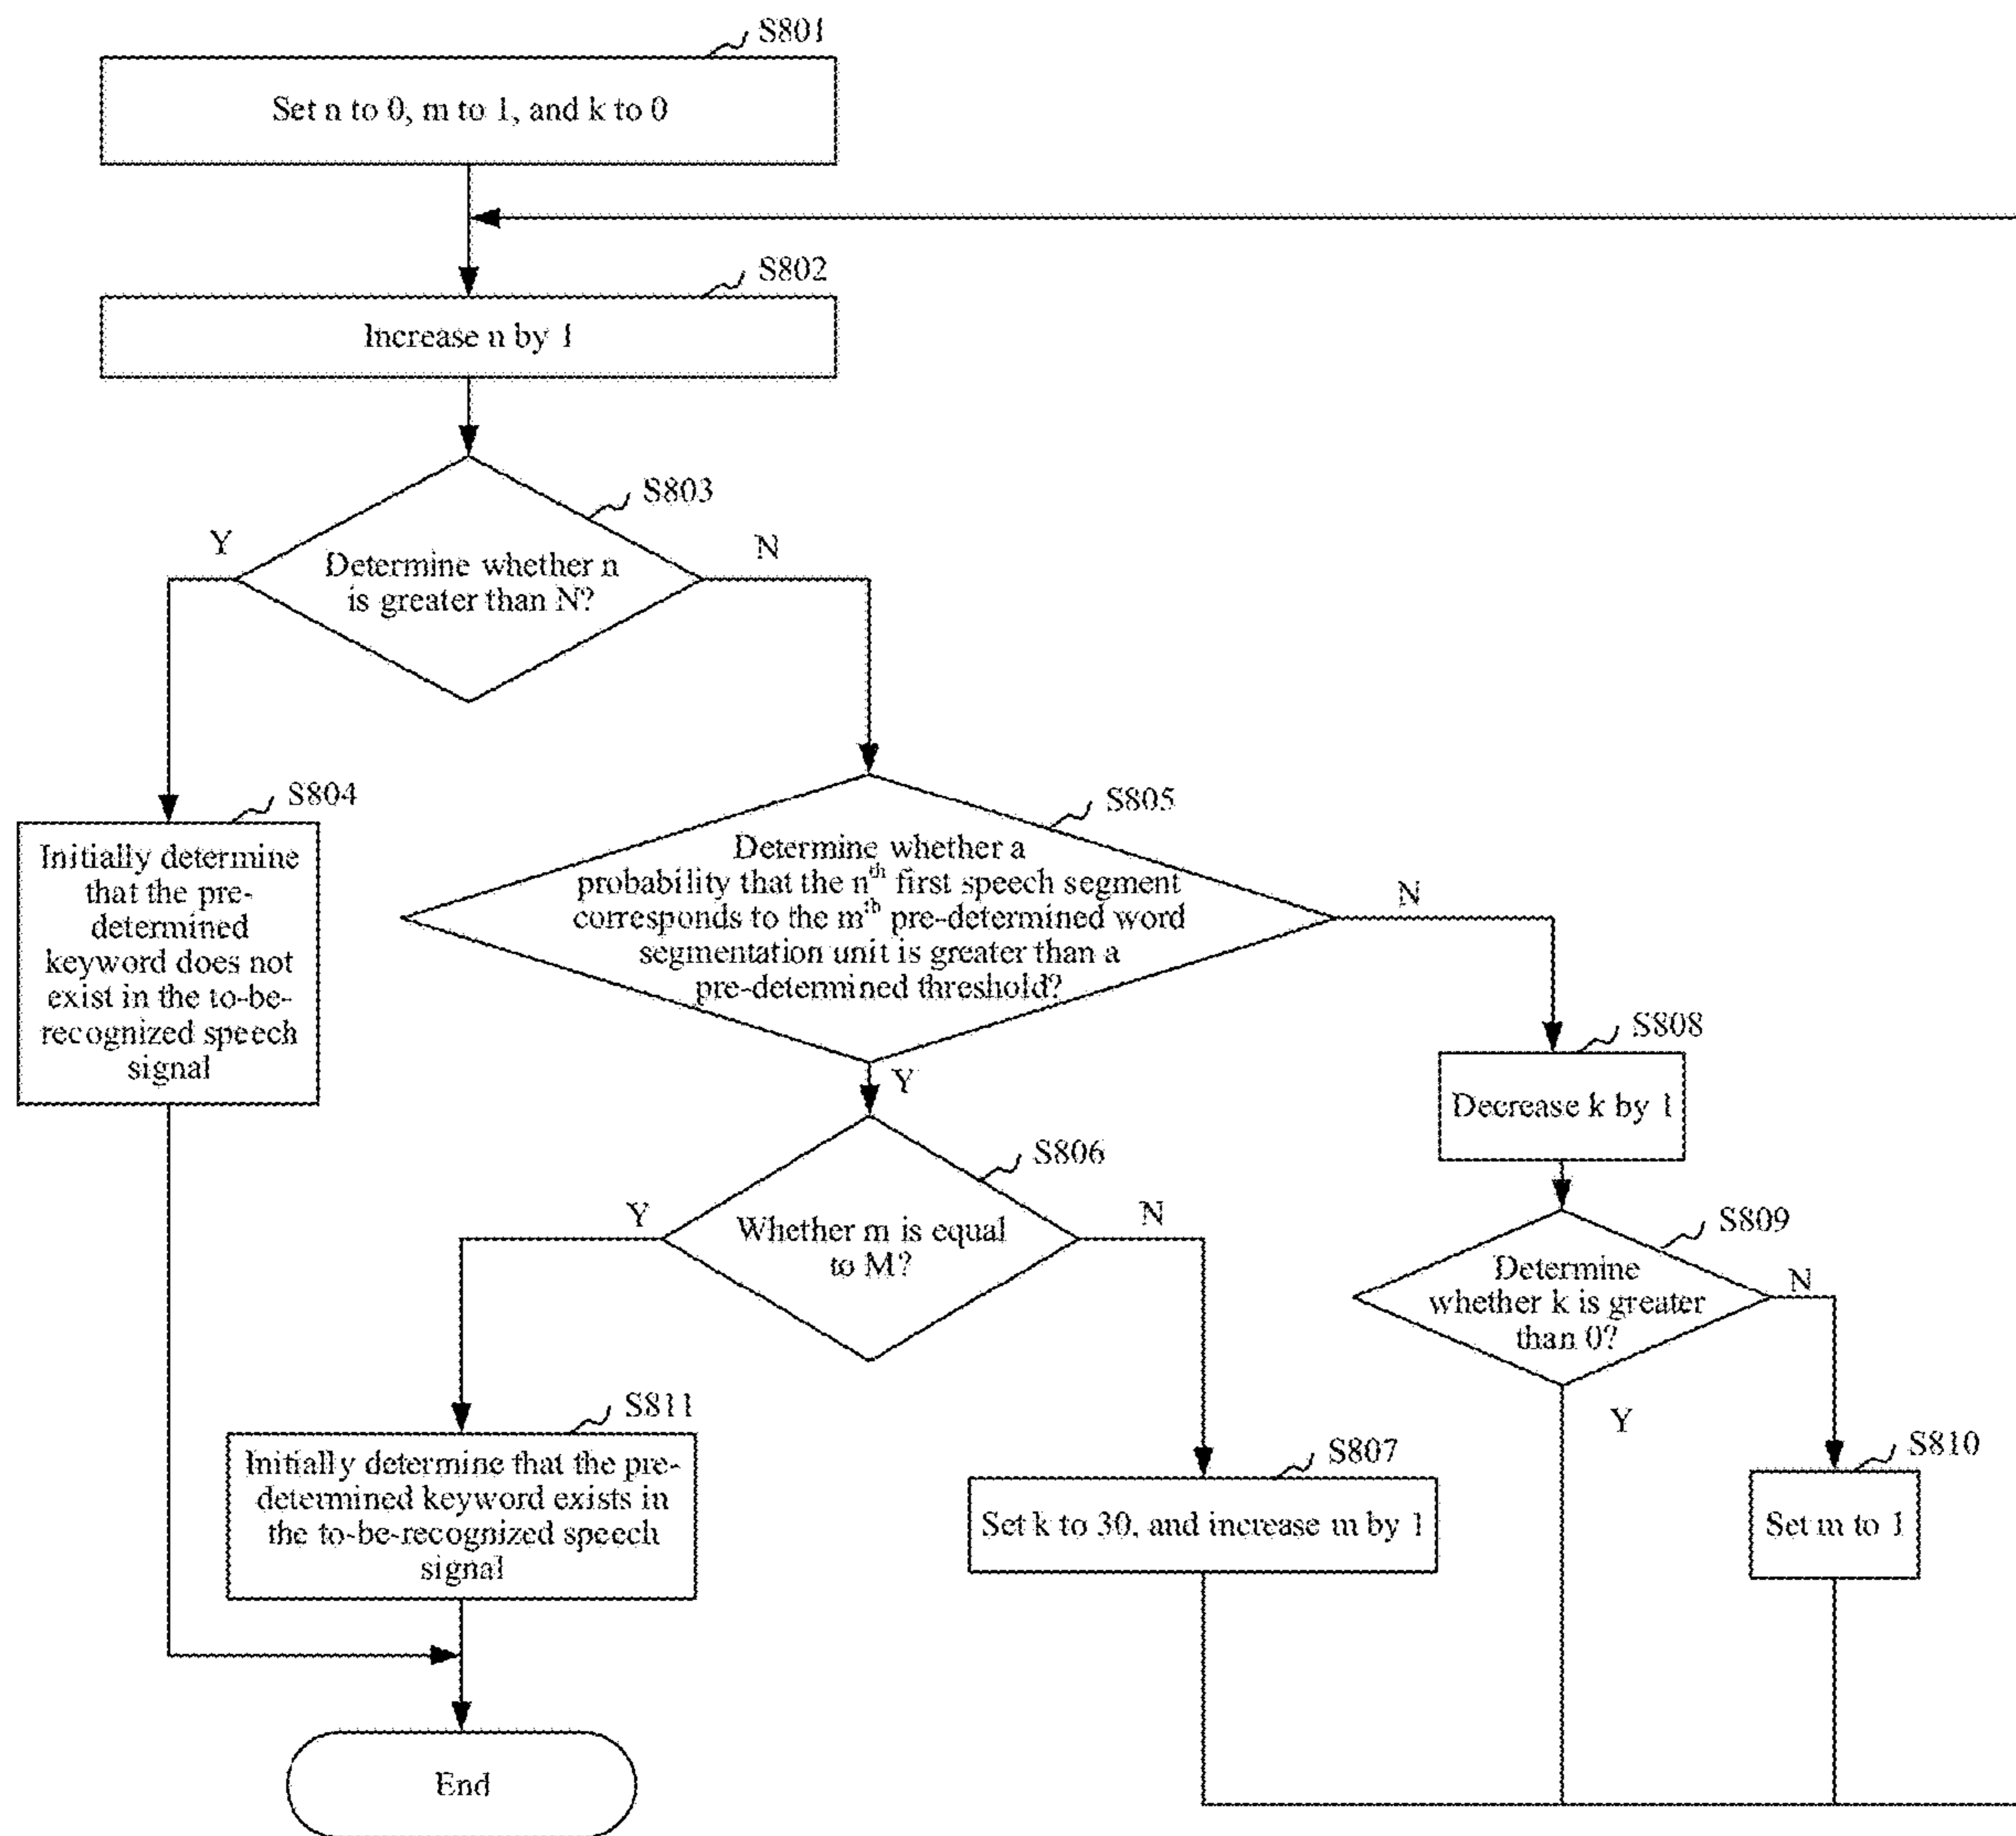 S801
Set n to 0, m to 1, and k to 0
S802
Increase n by 1
S803
Y
N
Determine whether n
is greater than N?
S804
Initially determine
that the pre-
determined
keyword does not
exist in the to-be-
recognized speech
signal
S805
Determine whether a
probability that the nth first speech segment
corresponds to the mth pre-determined word
segmentation unit is greater than a
pre-determined threshold?
N
Y
S808
Decrease k by 1
S806
Y
N
Whether m is equal
to M?
S809
Determine
whether k is greater
than 0?
N
Y
S811
Initially determine that the pre-
determined keyword exists in
the to-be-recognized speech
signal
S807
Set k to 30, and increase m by 1
S810
Set m to 1
End